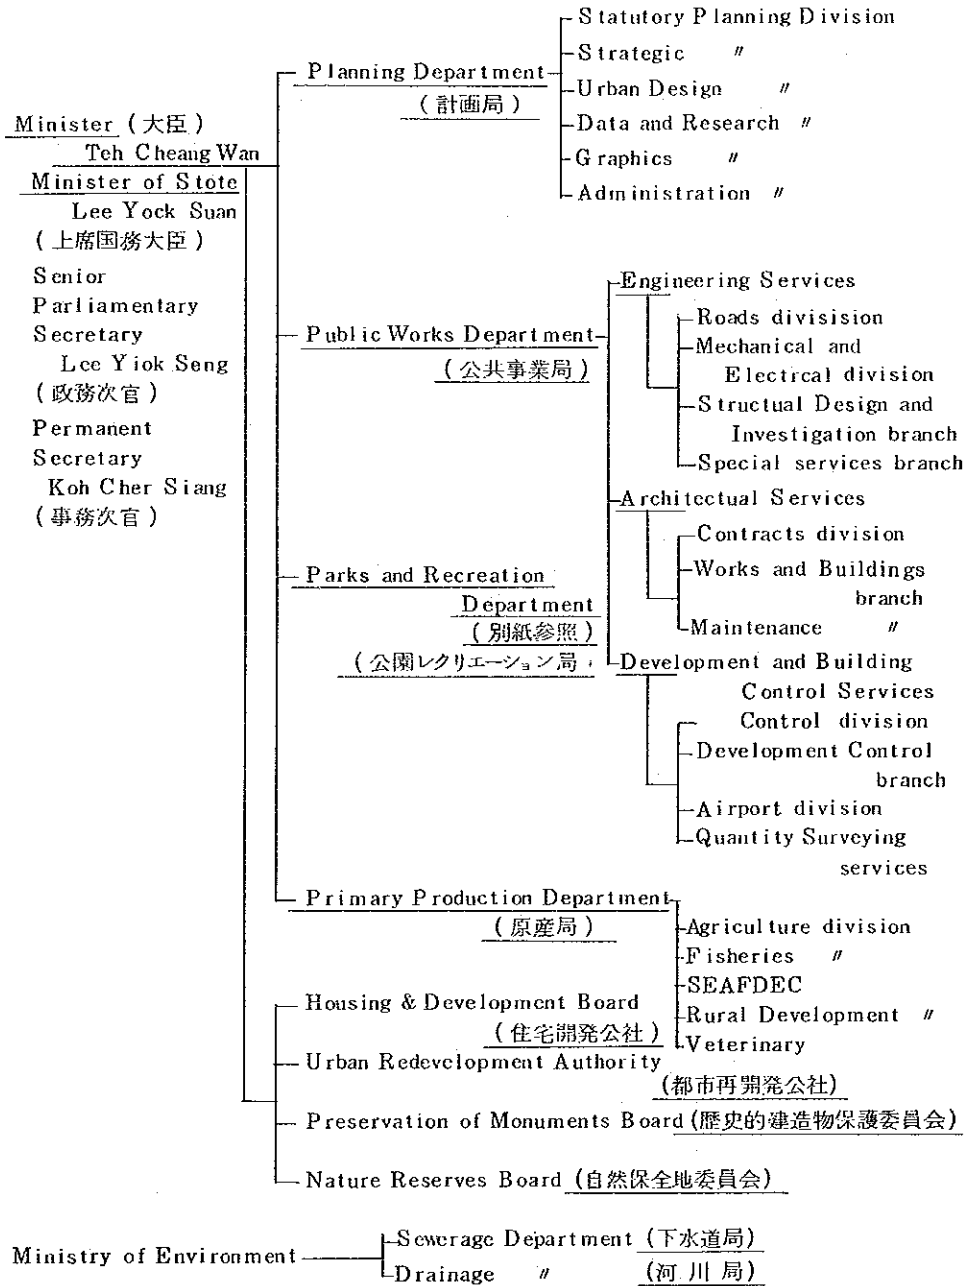 Minister (大臣)
Teh Cheang Wan
Minister of Stote
Lee Yock Suan
(上席国務大臣)
Senior
Parliamentary
Secretary
Lee Yiok Seng
(政務次官)
Permanent
Secretary
Koh Cher Siang
(事務次官)
Planning Department
(計画局)
Statutory Planning Division
Strategic 〃
Urban Design 〃
Data and Research 〃
Graphics 〃
Administration 〃
Public Works Department
(公共事業局)
Engineering Services
Roads divisision
Mechanical and
Electrcal division
Structual Design and
Investigation branch
Special services branch
Architectual Services
Contracts division
Works and Buildings
branch
Maintenance 〃
Development and Building
Control Services
Control division
Development Control
branch
Airport division
Quantity Surveying
services
Parks and Recreation
Department
(別紙参照)
(公園レクリエーション局)
Primary Production Department
(原産局)
Agriculture division
Fisheries 〃
SEAFDEC
Rural Development 〃
Veterinary
Housing & Development Board
(住宅開発公社)
Urban Redevelopment Authority
(都市再開発公社)
Preservation of Monuments Board (歴史的建造物保護委員会)
Nature Reserves Board (自然保全地委員会)
Ministry of Environment
Sewerage Department (下水道局)
Drainage 〃 (河川局)